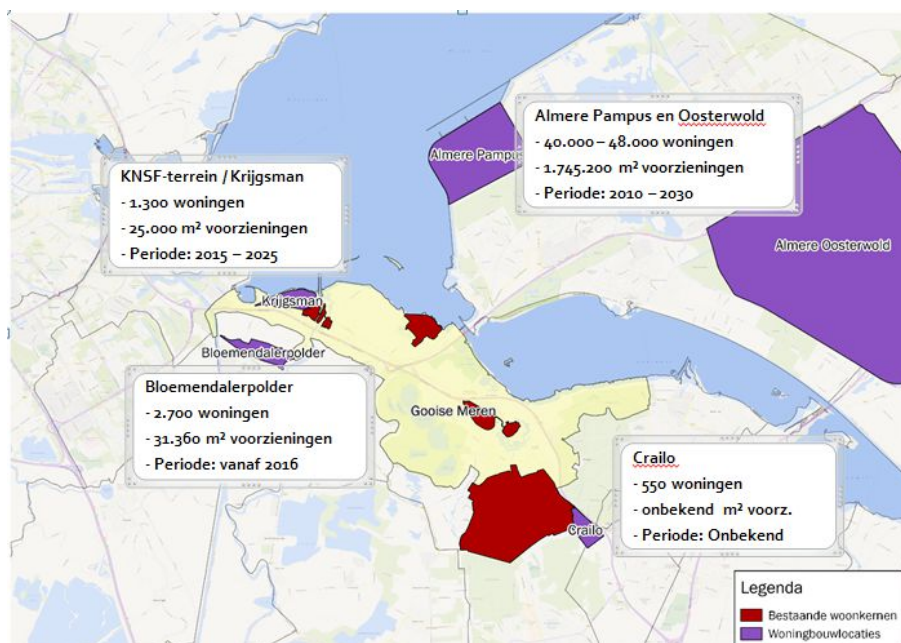 Almere Pampus en Oosterwold
- 40.000 – 48.000 woningen
- 1.745.200 m² voorzieningen
- Periode: 2010 – 2030
Almere Pampus
KNSF-terrein / Krijgsman
- 1.300 woningen
- 25.000 m² voorzieningen
- Periode: 2015 – 2025
Almere Oosterwold
Krijgsman
Bloemendalerpolder
Bloemendalerpolder
- 2.700 woningen
- 31.360 m² voorzieningen
- Periode: vanaf 2016
Gooise Meren
Crailo
- 550 woningen
- onbekend m² voorz.
- Periode: Onbekend
Crailo
Legenda
Bestaande woonkernen
Woningbouwlocaties